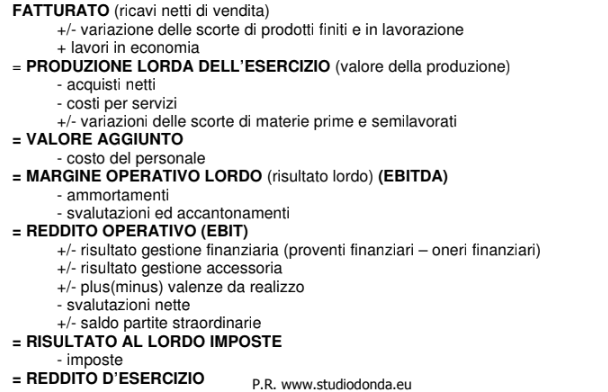 FATTURATO (ricavi netti di vendita)
+/- variazione delle scorte di prodotti finiti e in lavorazione
+ lavori in economia
= PRODUZIONE LORDA DELL'ESERCIZIO (valore della produzione)
- acquisti netti
- costi per servizi
+/- variazioni delle scorte di materie prime e semilavorati
= VALORE AGGIUNTO
- costo del personale
= MARGINE OPERATIVO LORDO (risultato lordo) (EBITDA)
- ammortamenti
- svalutazioni ed accantonamenti
= REDDITO OPERATIVO (EBIT)
+/- risultato gestione finanziaria (proventi finanziari – oneri finanziari)
+/- risultato gestione accessoria
+/- plus(minus) valenze da realizzo
- svalutazioni nette
+/- saldo partite straordinarie
= RISULTATO AL LORDO IMPOSTE
- imposte
= REDDITO D'ESERCIZIO
P.R. www.studiodonda.eu